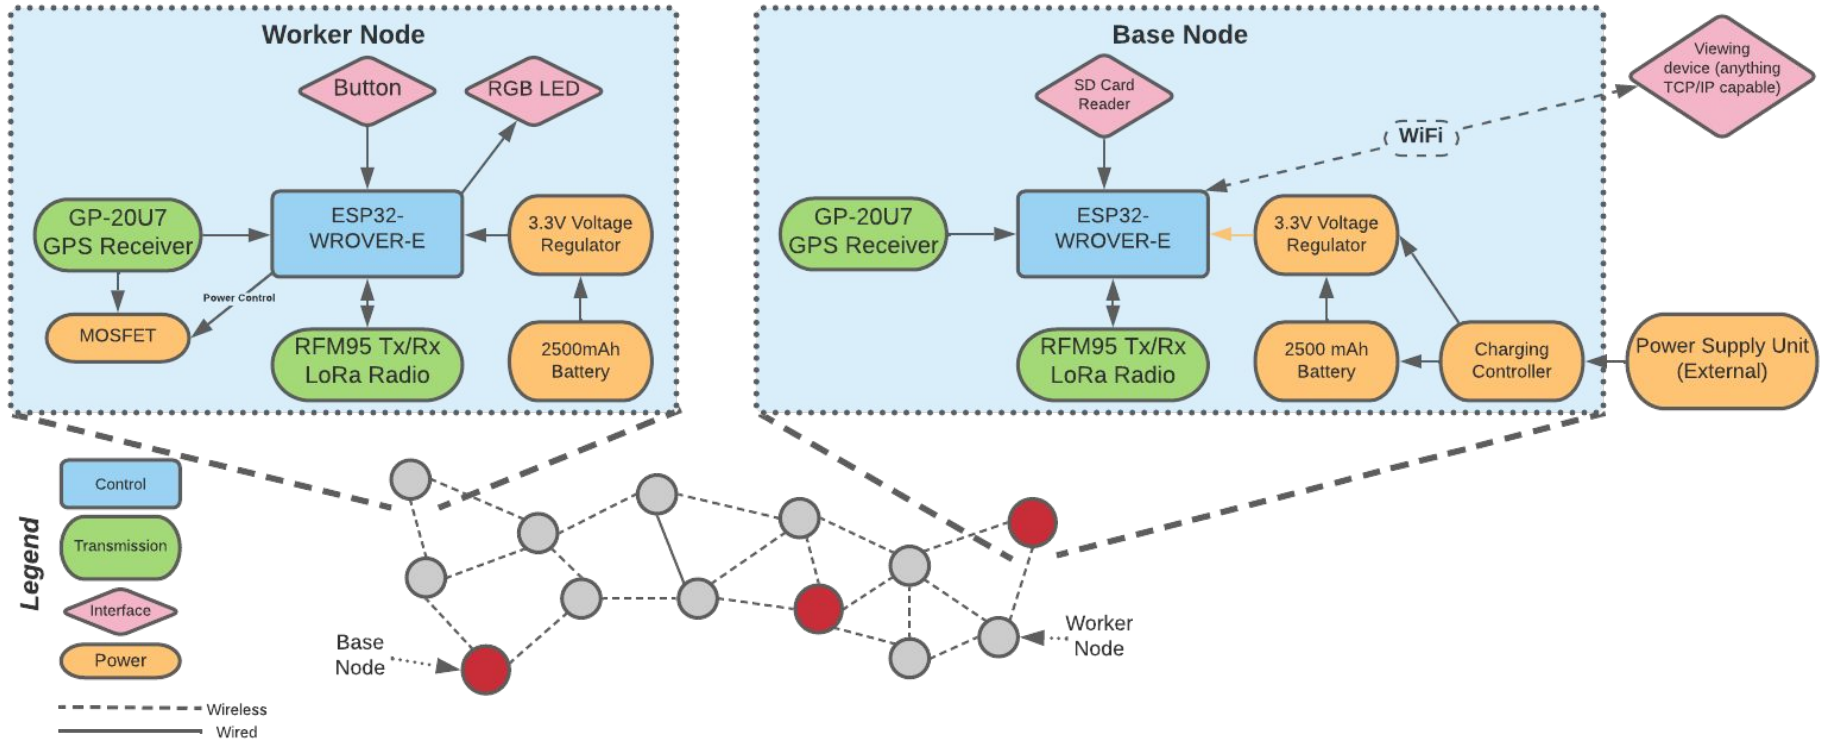 Worker Node
Button
RGB LED
GP-20U7
GPS Receiver
ESP32-
WROVER-E
3.3V Voltage
Regulator
Power Control
MOSFET
RFM95 Tx/Rx
LoRa Radio
2500mAh
Battery
Base Node
SD Card
Reader
WiFi
Viewing
device (anything
TCP/IP capable)
GP-20U7
GPS Receiver
ESP32-
WROVER-E
3.3V Voltage
Regulator
RFM95 Tx/Rx
LoRa Radio
2500 mAh
Battery
Charging
Controller
Power Supply Unit
(External)
Legend
Control
Transmission
Interface
Power
Wireless
Wired
Base
Node
Worker
Node